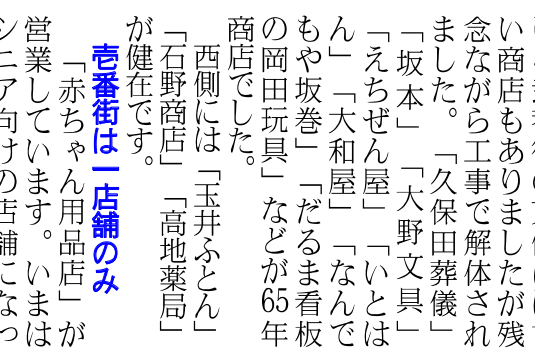 い商店もありましたが残
念ながら工事で解体され
ました。「久保田葬儀」
「坂本」「大野文具」
「えちぜん屋」「いとは
ん」「大和屋」「なんで
もや坂巻」「だるま看板
の岡田玩具」などが65年
商店でした。
西側には「玉井ふとん」
「石野商店」「高地薬局」
が健在です。
壱番街は一店舗のみ
「赤ちゃん用品店」が
営業しています。いまは
シニア向けの店舗になっ